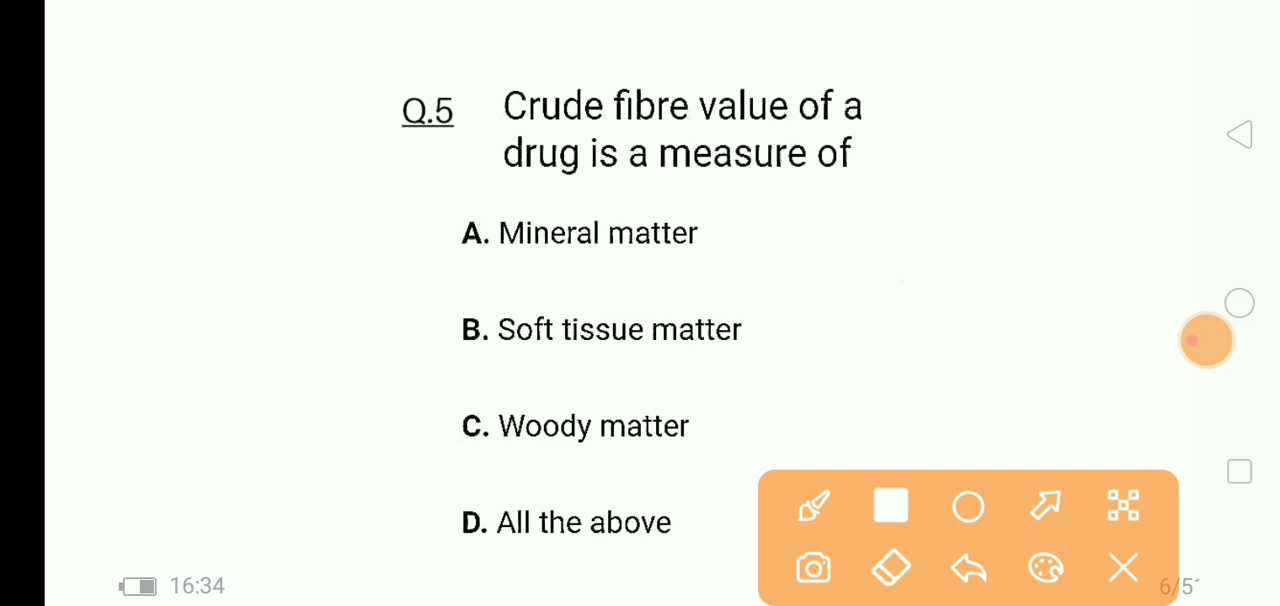 Q.5 Crude fibre value of a
drug is a measure of
A. Mineral matter
B. Soft tissue matter
C. Woody matter
D. All the above
16:34